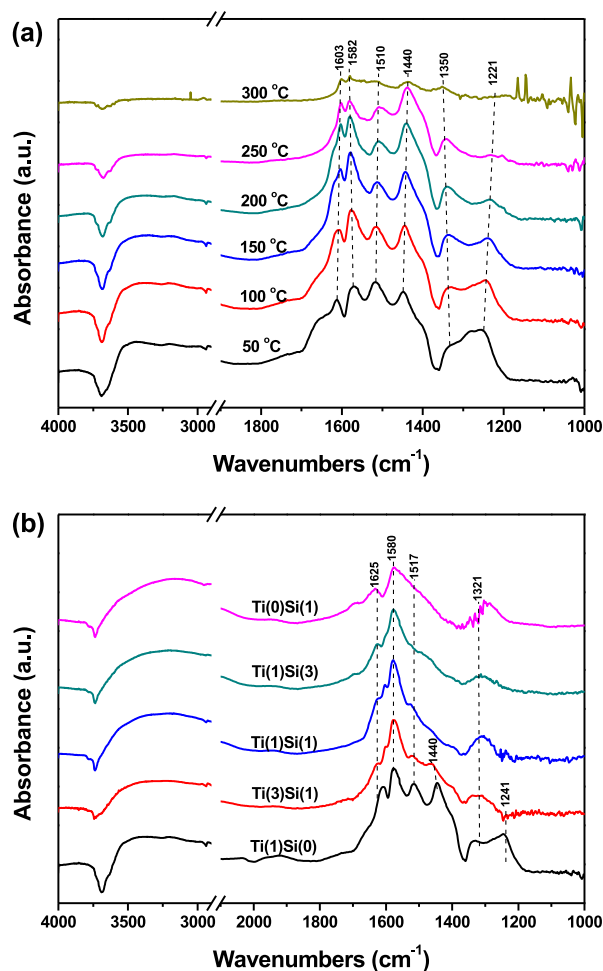 (a)
1603
1582
1510
1440
1350
1221
300 °C
250 °C
200 °C
150 °C
100 °C
50 °C
Absorbance (a.u.)
4000 3500 3000 1800 1600 1400 1200 1000
Wavenumbers (cm⁻¹)
(b)
1625
1580
1517
1440
1321
1241
Ti(0)Si(1)
Ti(1)Si(3)
Ti(1)Si(1)
Ti(3)Si(1)
Ti(1)Si(0)
Absorbance (a.u.)
4000 3500 3000 2000 1800 1600 1400 1200 1000
Wavenumbers (cm⁻¹)